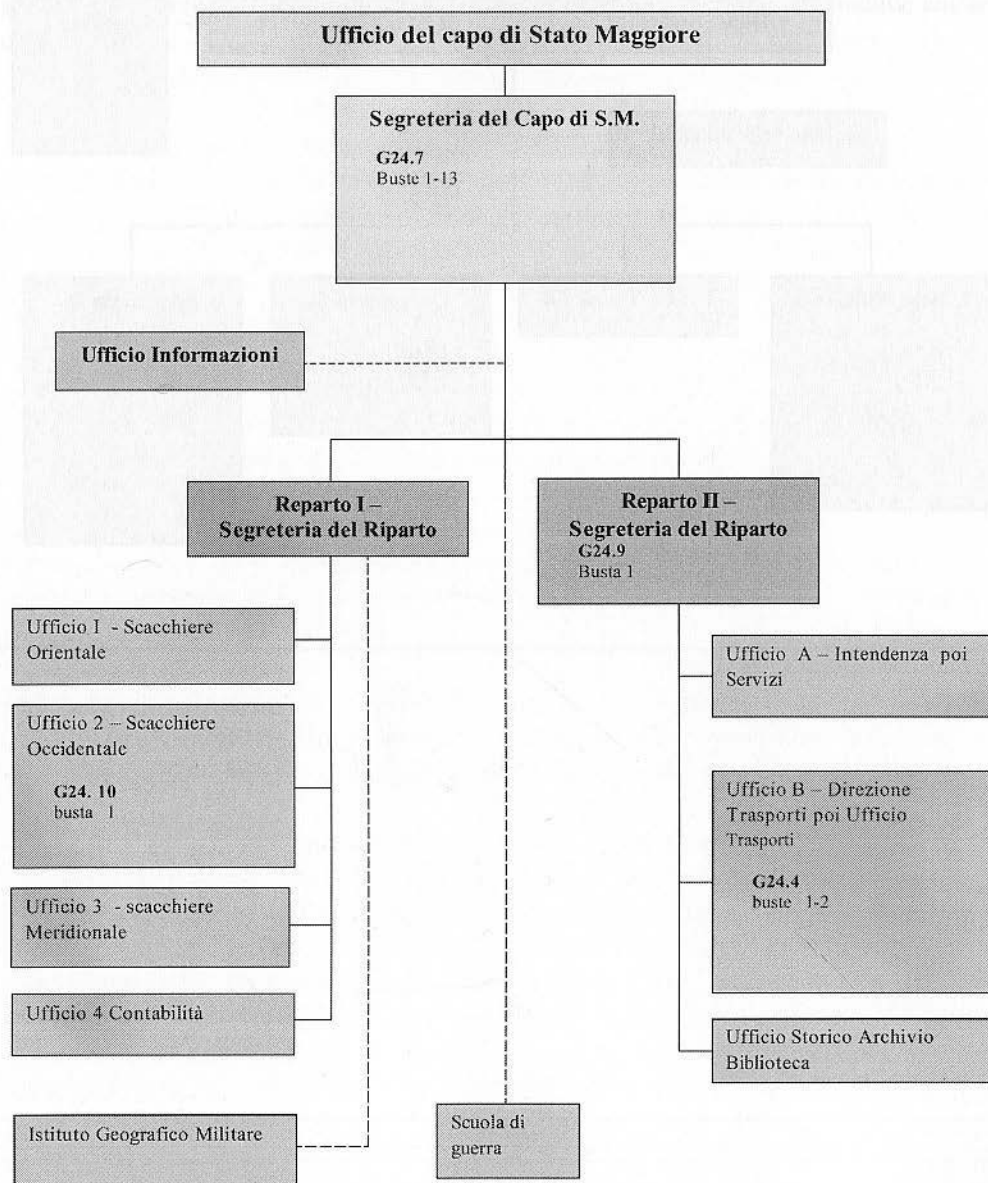 Ufficio del capo di Stato Maggiore
Segreteria del Capo di S.M.
G24.7
Buste 1-13
Ufficio Informazioni
Reparto I –
Segreteria del Riparto
Reparto II –
Segreteria del Riparto
G24.9
Busta 1
Ufficio I - Scacchiere
Orientale
Ufficio 2 – Scacchiere
Occidentale
G24. 10
busta 1
Ufficio 3 - scacchiere
Meridionale
Ufficio 4 Contabilità
Istituto Geografico Militare
Scuola di
guerra
Ufficio A – Intendenza poi
Servizi
Ufficio B – Direzione
Trasporti poi Ufficio
Trasporti
G24.4
buste 1-2
Ufficio Storico Archivio
Biblioteca